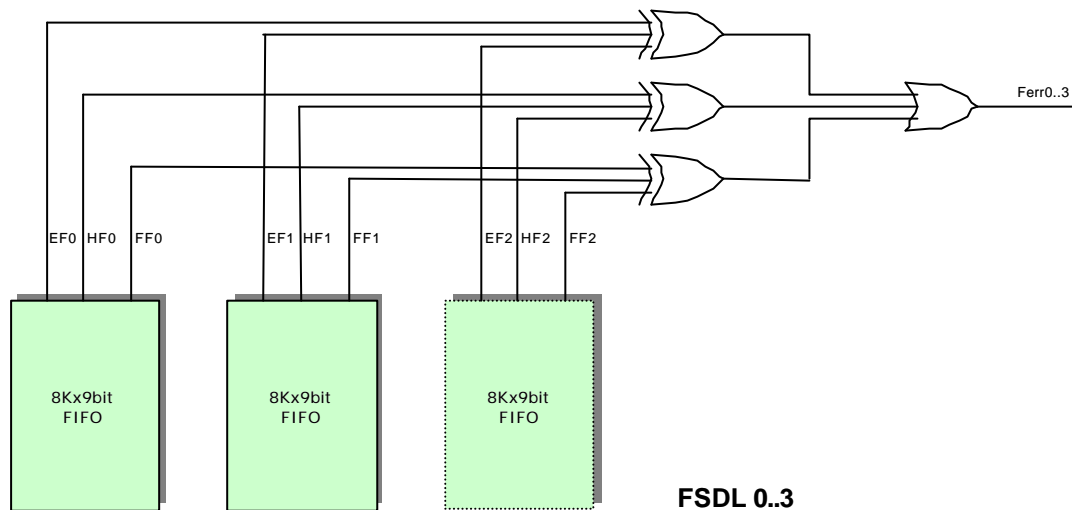 Ferr0..3
EF0 HF0 FF0 EF1 HF1 FF1 EF2 HF2 FF2
8Kx9bit
FIFO
8Kx9bit
FIFO
8Kx9bit
FIFO
FSDL 0..3